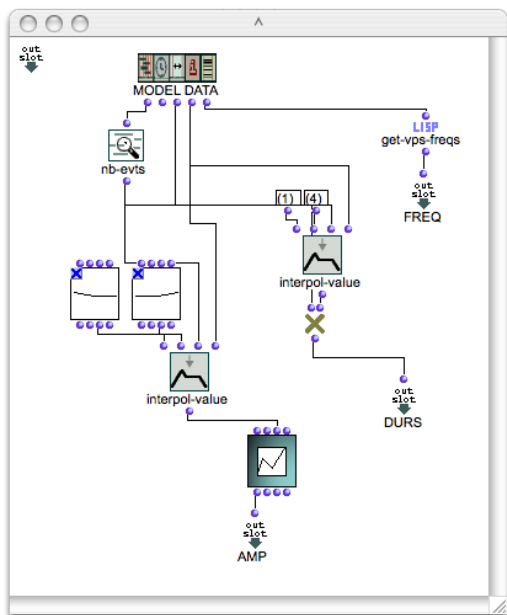 ^
out
slot
MODEL DATA
LISP
get-vps-freqs
nb-evts
out
slot
FREQ
(1) (4)
interpol-value
interpol-value
out
slot
DURS
out
slot
AMP